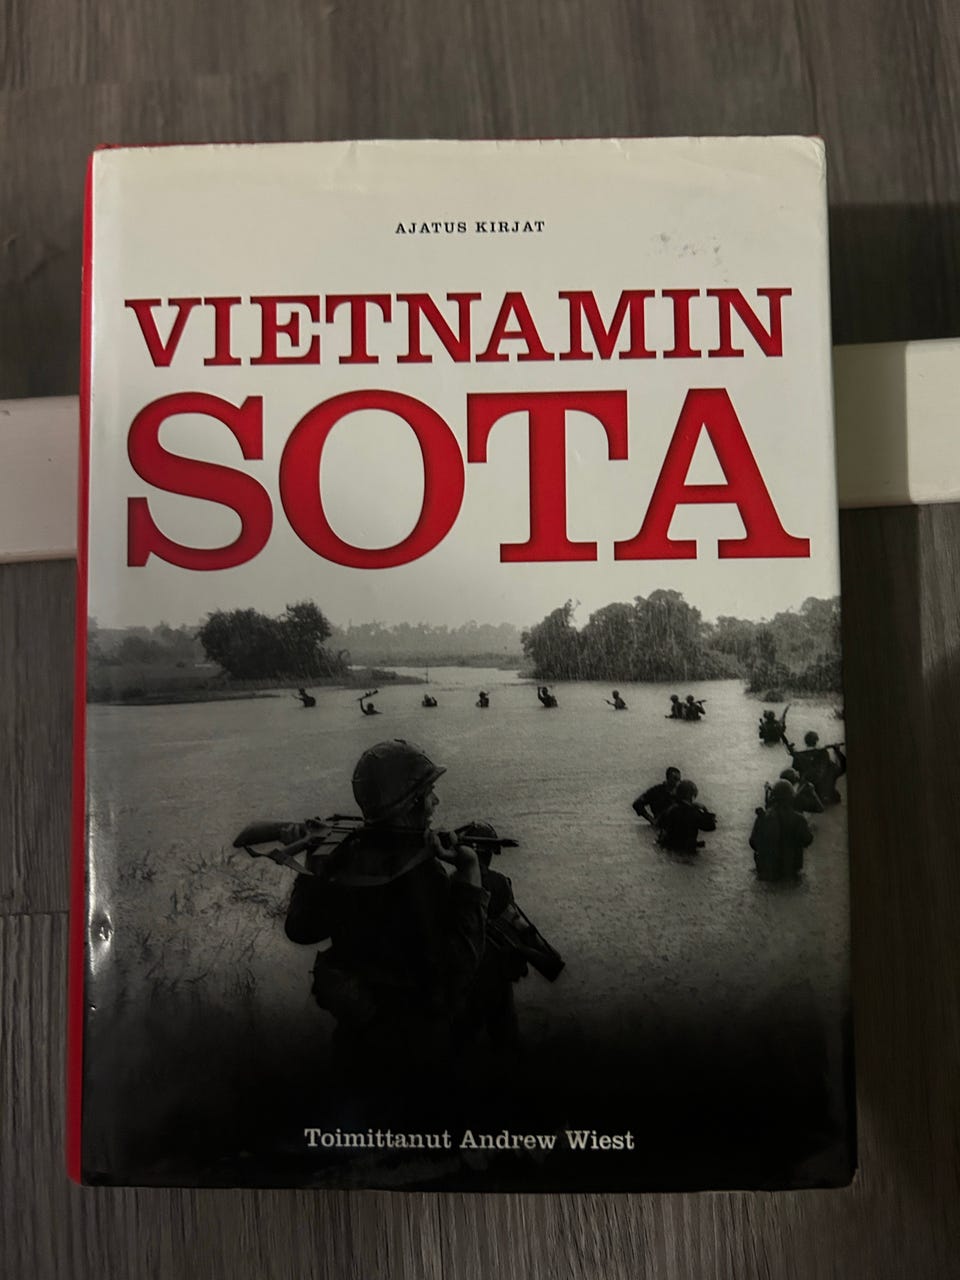 AJATUS KIRJAT
VIETNAMIN
SOTA
Toimittanut Andrew Wiest